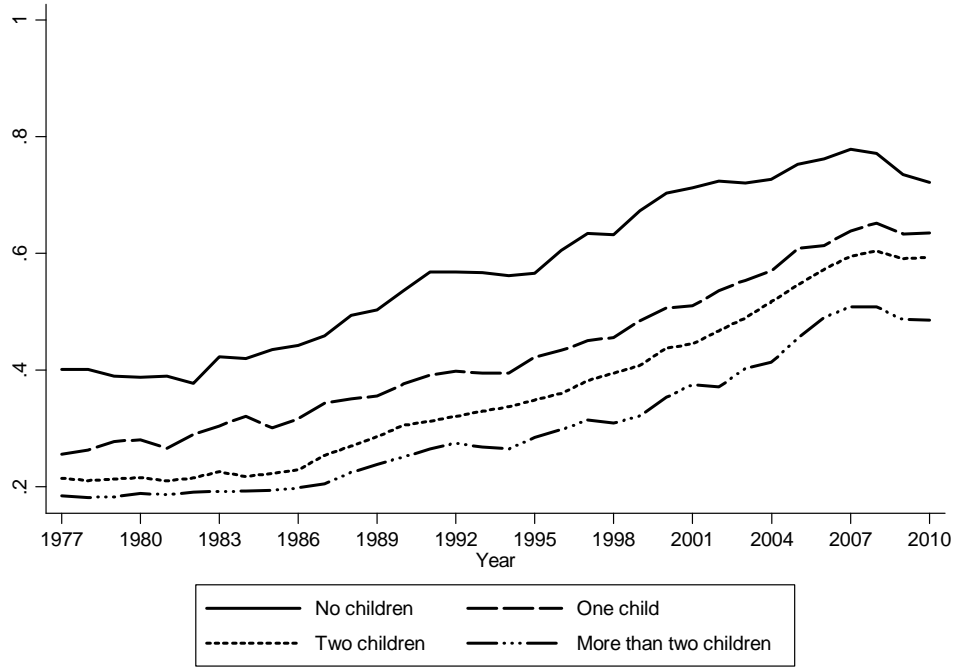 1
.8
.6
.4
.2
1977 1980 1983 1986 1989 1992 1995 1998 2001 2004 2007 2010
Year
No children One child
Two children More than two children